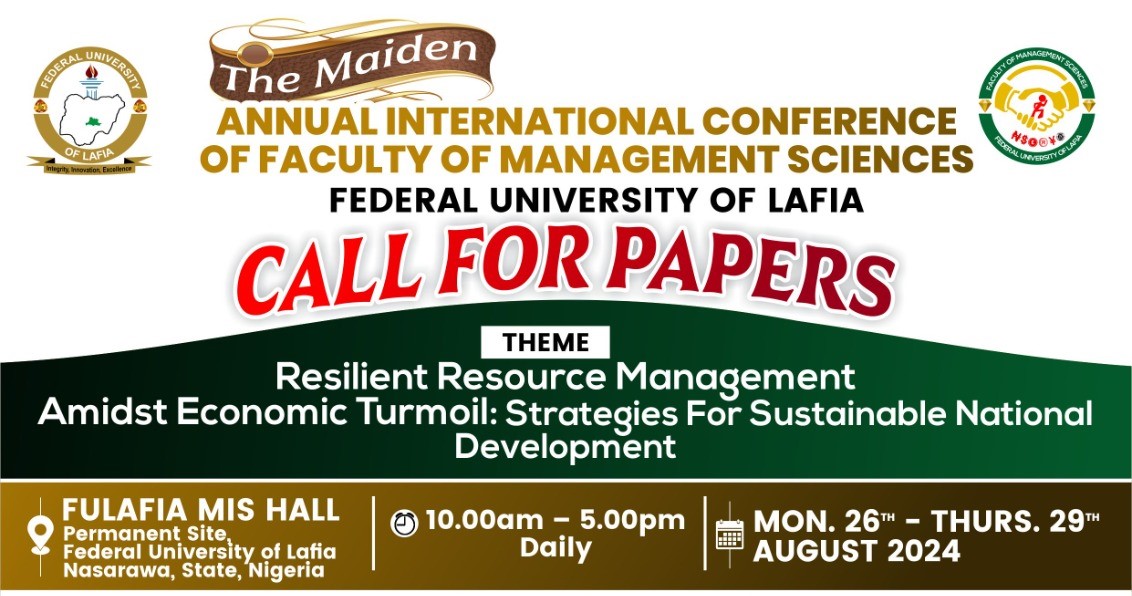 FEDERAL UNIVERSITY
OF LAFIA
Integrity, Innovation, Excellence
The Maiden
FACULTY OF MANAGEMENT SCIENCES
FEDERAL UNIVERSITY OF LAFIA
ANNUAL INTERNATIONAL CONFERENCE
OF FACULTY OF MANAGEMENT SCIENCES
FEDERAL UNIVERSITY OF LAFIA
CALL FOR PAPERS
THEME
Resilient Resource Management
Amidst Economic Turmoil: Strategies For Sustainable National
Development
FULAFIA MIS HALL
Permanent Site,
Federal University of Lafia
Nasarawa, State, Nigeria
10.00am – 5.00pm
Daily
MON. 26TH - THURS. 29TH
AUGUST 2024